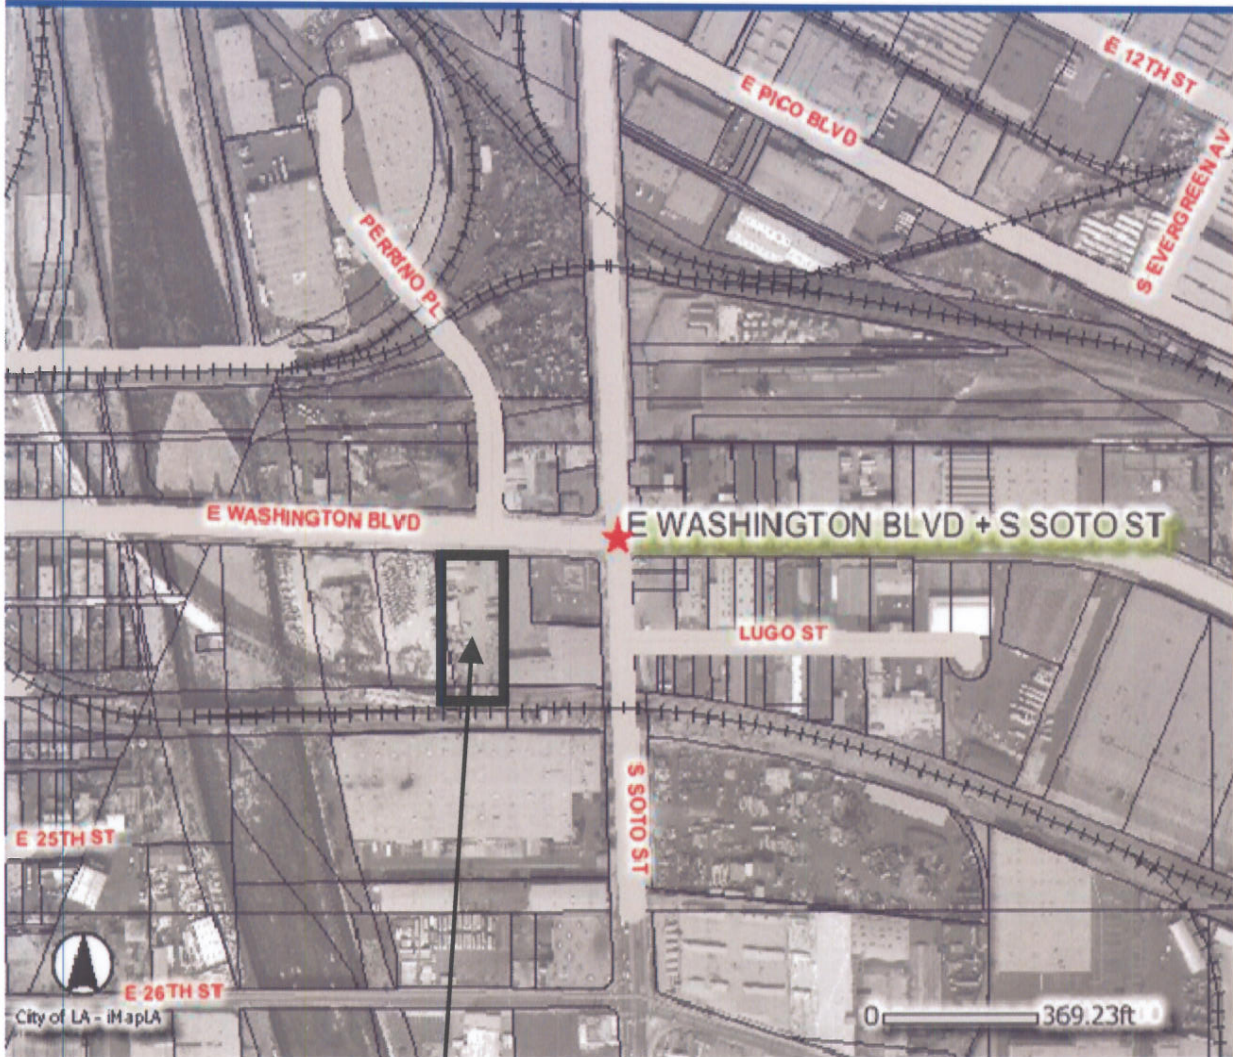 E 12TH ST
E PICO BLVD
S EVERGREEN AV
PERRINO PL
E WASHINGTON BLVD
E WASHINGTON BLVD + S SOTO ST
LUGO ST
S SOTO ST
E 25TH ST
E 26TH ST
City of LA - iMapLA
0 369.23ft